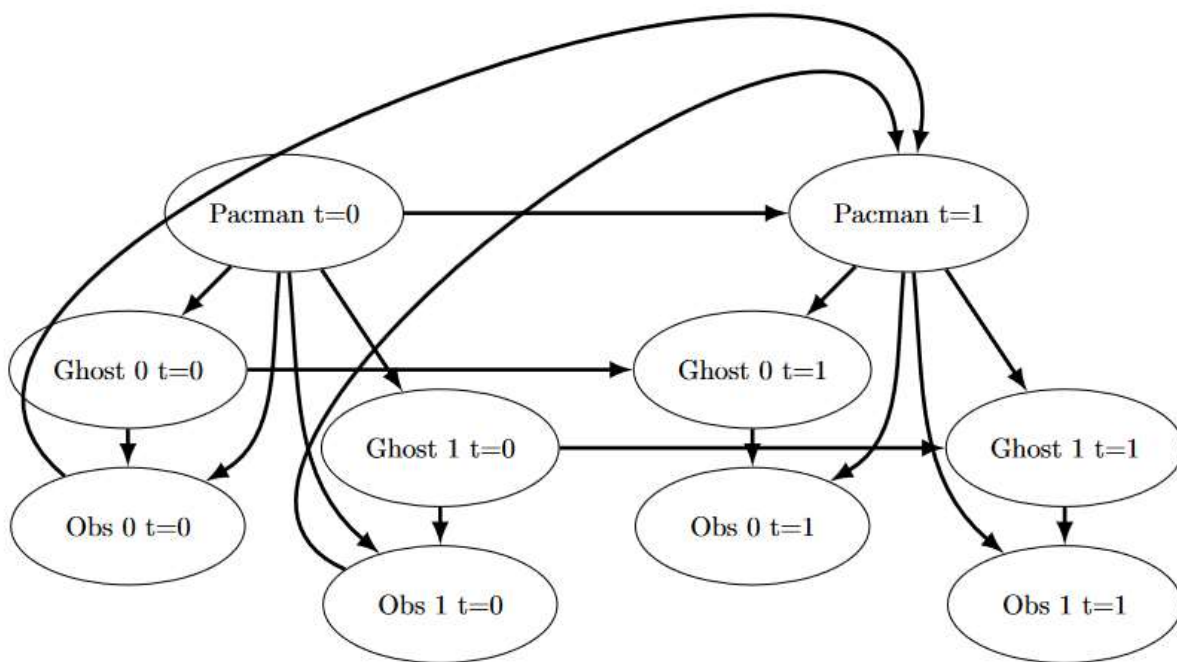 Pacman t=0
Pacman t=1
Ghost 0 t=0
Ghost 0 t=1
Ghost 1 t=0
Ghost 1 t=1
Obs 0 t=0
Obs 0 t=1
Obs 1 t=0
Obs 1 t=1